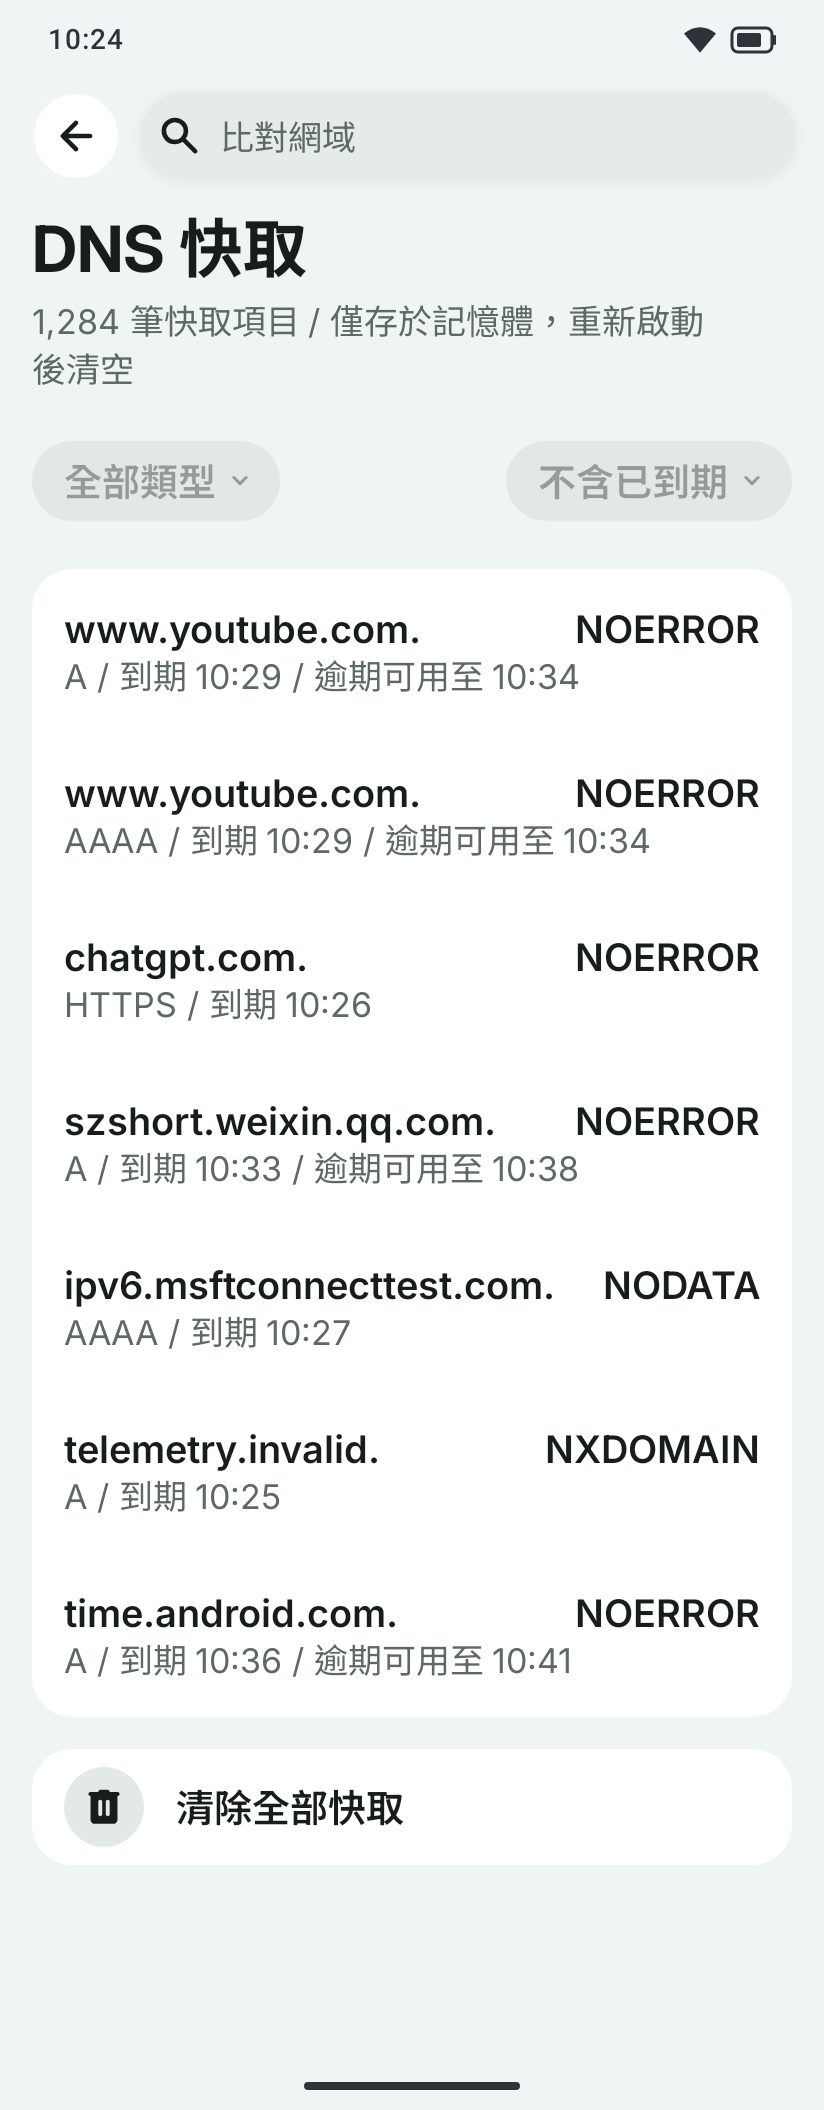 10:24
比對網域
DNS 快取
1,284 筆快取項目 / 僅存於記憶體，重新啟動
後清空
全部類型
不含已到期
www.youtube.com. NOERROR
A / 到期 10:29 / 逾期可用至 10:34
www.youtube.com. NOERROR
AAAA / 到期 10:29 / 逾期可用至 10:34
chatgpt.com. NOERROR
HTTPS / 到期 10:26
szshort.weixin.qq.com. NOERROR
A / 到期 10:33 / 逾期可用至 10:38
ipv6.msftconnecttest.com. NODATA
AAAA / 到期 10:27
telemetry.invalid. NXDOMAIN
A / 到期 10:25
time.android.com. NOERROR
A / 到期 10:36 / 逾期可用至 10:41
清除全部快取